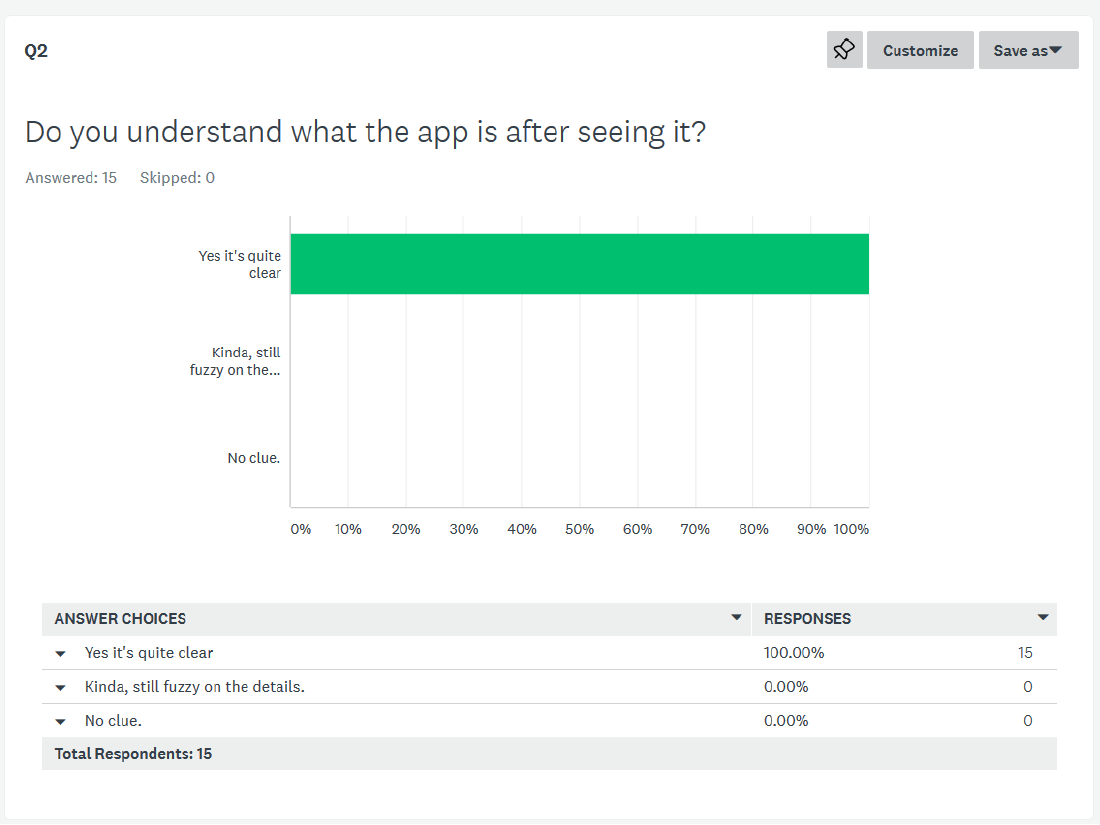 Q2
Customize
Save as
Do you understand what the app is after seeing it?
Answered: 15 Skipped: 0
Yes it's quite
clear
Kinda, still
fuzzy on the...
No clue.
0% 10% 20% 30% 40% 50% 60% 70% 80% 90% 100%
ANSWER CHOICES RESPONSES
Yes it's quite clear 100.00% 15
Kinda, still fuzzy on the details. 0.00% 0
No clue. 0.00% 0
Total Respondents: 15